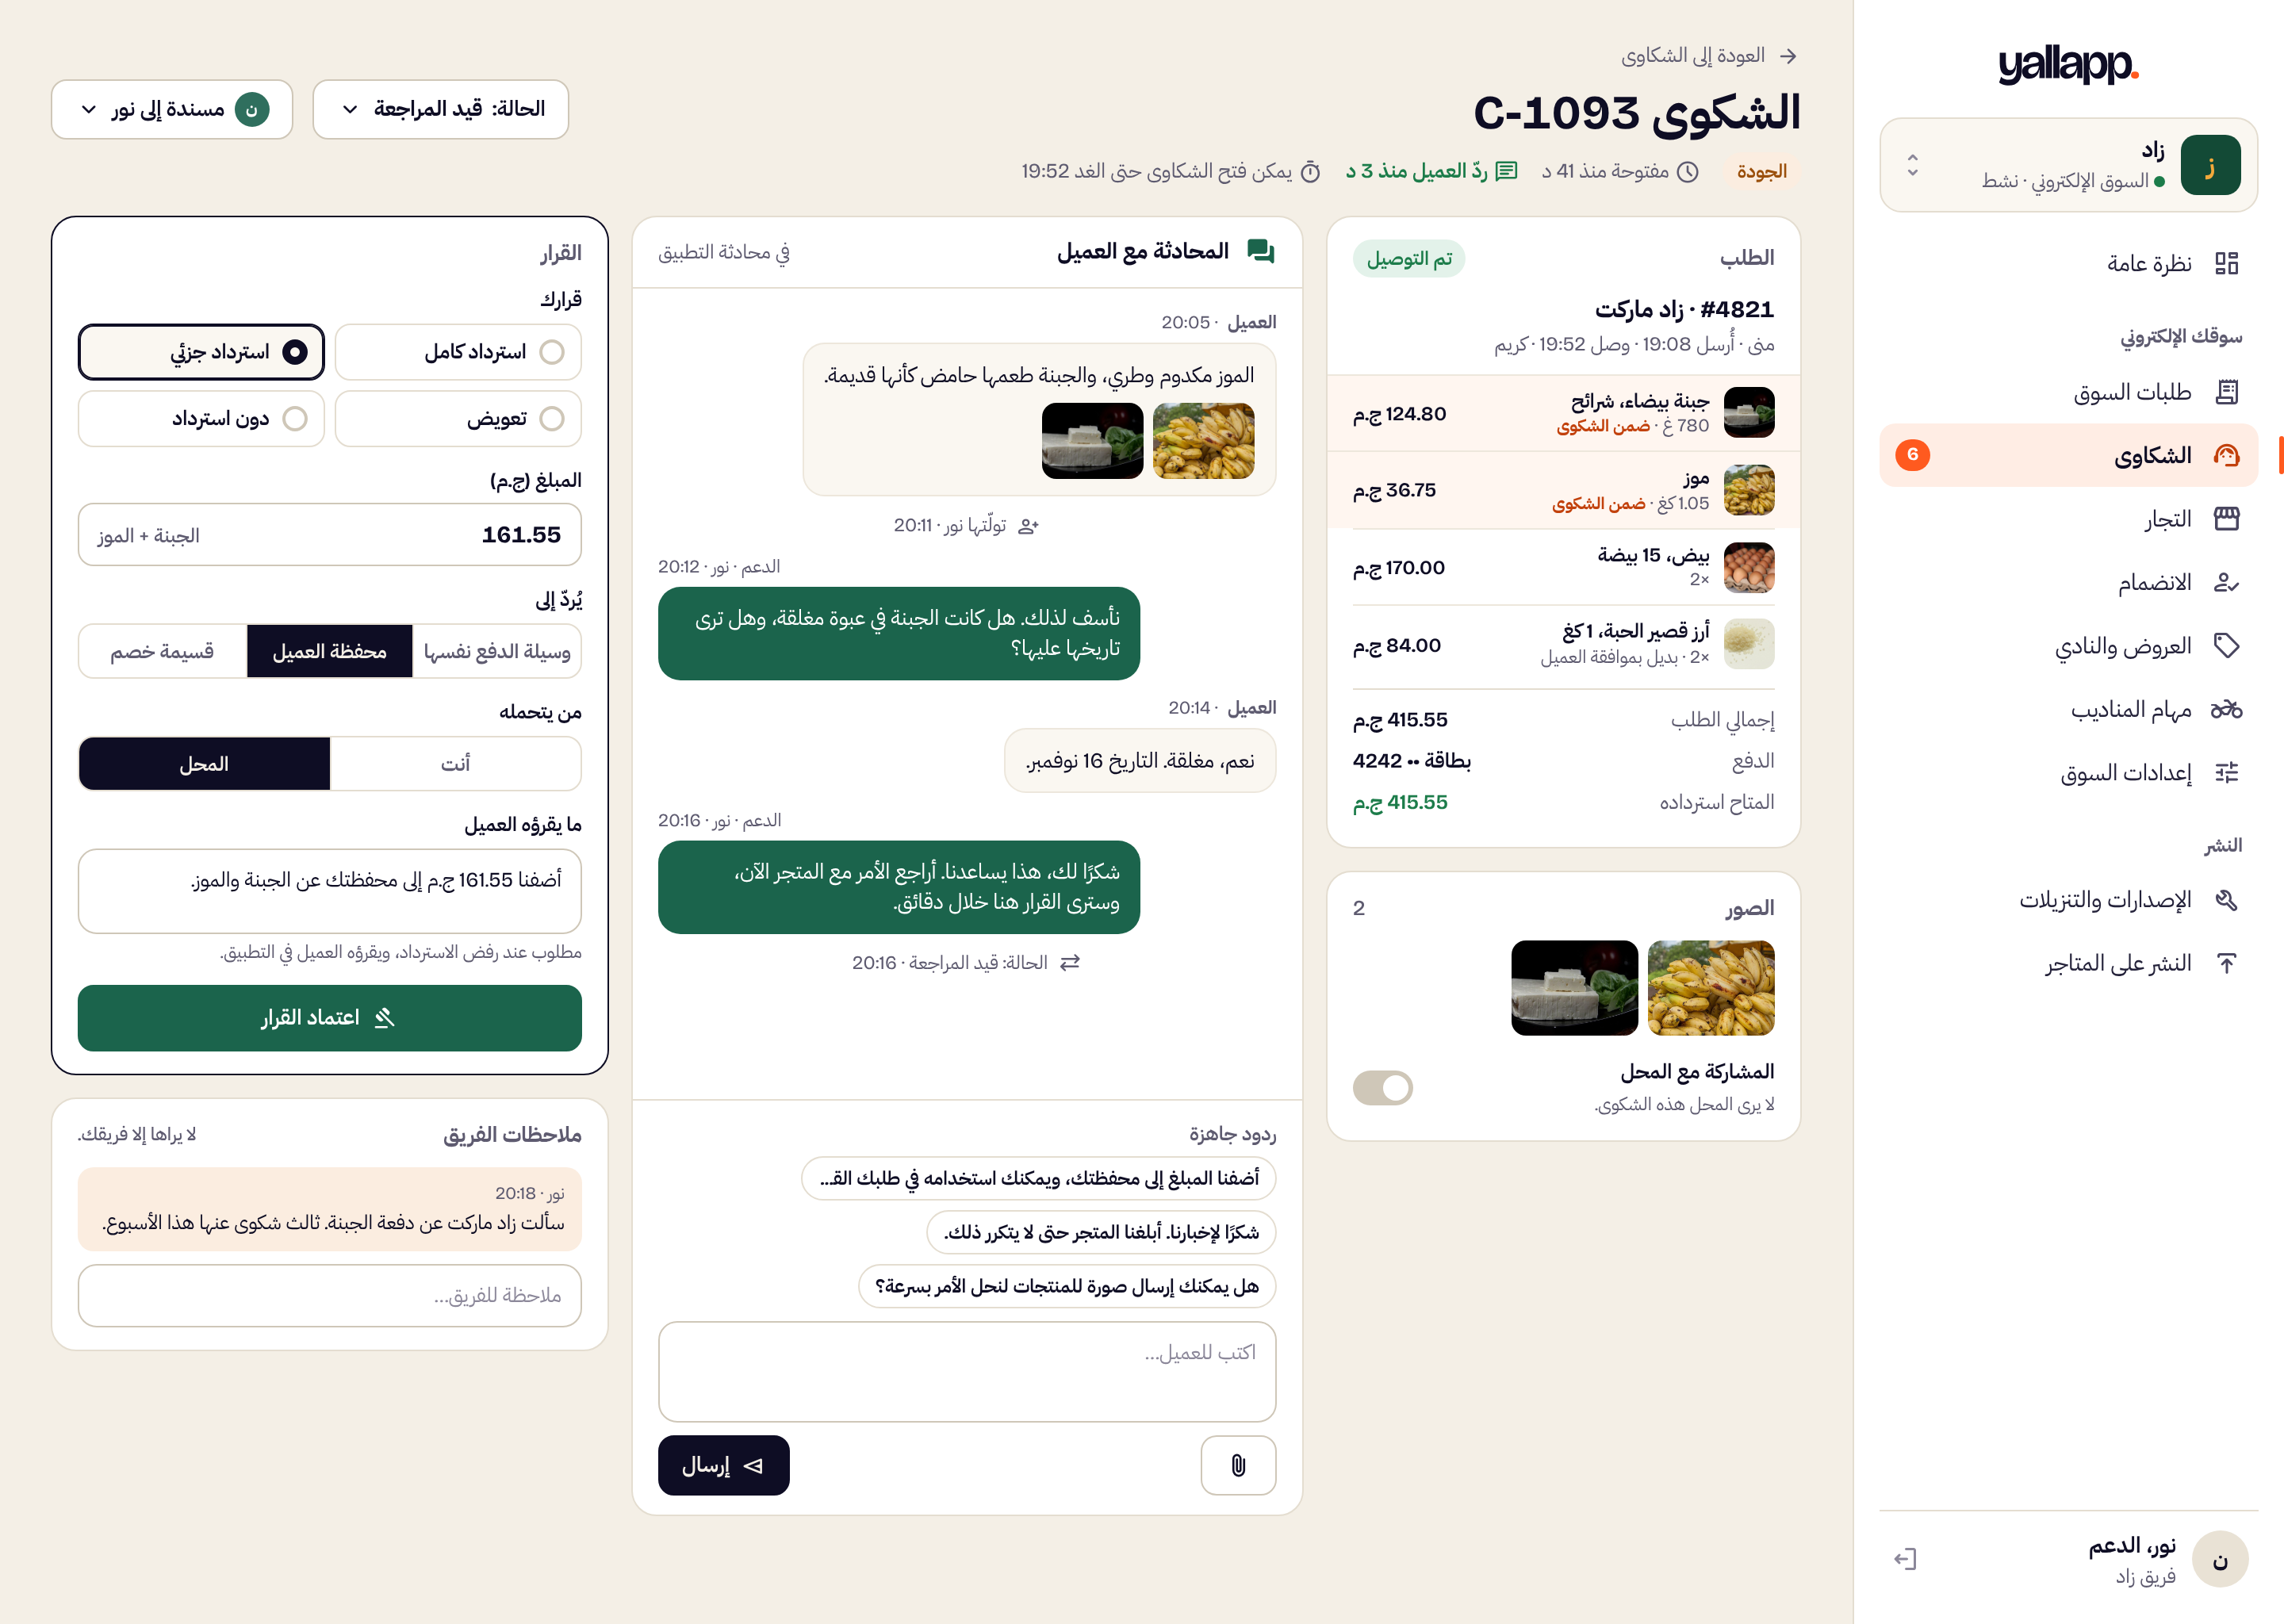 yallapp.
ز
زاد
السوق الإلكتروني · نشط
نظرة عامة
سوقك الإلكتروني
طلبات السوق
الشكاوى
6
التجار
الانضمام
العروض والنادي
مهام المناديب
إعدادات السوق
النشر
الإصدارات والتنزيلات
النشر على المتاجر
ن
نور، الدعم
فريق زاد
العودة إلى الشكاوى
الشكوى C-1093
الجودة
مفتوحة منذ 41 د
ردّ العميل منذ 3 د
يمكن فتح الشكاوى حتى الغد 19:52
الحالة: قيد المراجعة
ن
مسندة إلى نور
الطلب
تم التوصيل
#4821 · زاد ماركت
منى · أُرسل 19:08 · وصل 19:52 · كريم
جبنة بيضاء، شرائح
780 غ · ضمن الشكوى
124.80 ج.م
موز
1.05 كغ · ضمن الشكوى
36.75 ج.م
بيض، 15 بيضة
×2
170.00 ج.م
أرز قصير الحبة، 1 كغ
×2 · بديل بموافقة العميل
84.00 ج.م
إجمالي الطلب
415.55 ج.م
الدفع
بطاقة •• 4242
المتاح استرداده
415.55 ج.م
الصور
2
المشاركة مع المحل
لا يرى المحل هذه الشكوى.
المحادثة مع العميل
في محادثة التطبيق
العميل · 20:05
الموز مكدوم وطري، والجبنة طعمها حامض كأنها قديمة.
تولّتها نور · 20:11
الدعم · نور · 20:12
نأسف لذلك. هل كانت الجبنة في عبوة مغلقة، وهل ترى
تاريخها عليها؟
العميل · 20:14
نعم، مغلقة. التاريخ 16 نوفمبر.
الدعم · نور · 20:16
شكرًا لك، هذا يساعدنا. أراجع الأمر مع المتجر الآن،
وسترى القرار هنا خلال دقائق.
الحالة: قيد المراجعة · 20:16
ردود جاهزة
أضفنا المبلغ إلى محفظتك، ويمكنك استخدامه في طلبك القـ...
شكرًا لإخبارنا. أبلغنا المتجر حتى لا يتكرر ذلك.
هل يمكنك إرسال صورة للمنتجات لنحل الأمر بسرعة؟
اكتب للعميل...
إرسال
القرار
قرارك
استرداد كامل
استرداد جزئي
تعويض
دون استرداد
المبلغ (ج.م)
161.55
الجبنة + الموز
يُردّ إلى
وسيلة الدفع نفسها
محفظة العميل
قسيمة خصم
من يتحمله
أنت
المحل
ما يقرؤه العميل
أضفنا 161.55 ج.م إلى محفظتك عن الجبنة والموز.
مطلوب عند رفض الاسترداد، ويقرؤه العميل في التطبيق.
اعتماد القرار
ملاحظات الفريق
لا يراها إلا فريقك.
نور · 20:18
سألت زاد ماركت عن دفعة الجبنة. ثالث شكوى عنها هذا الأسبوع.
ملاحظة للفريق...